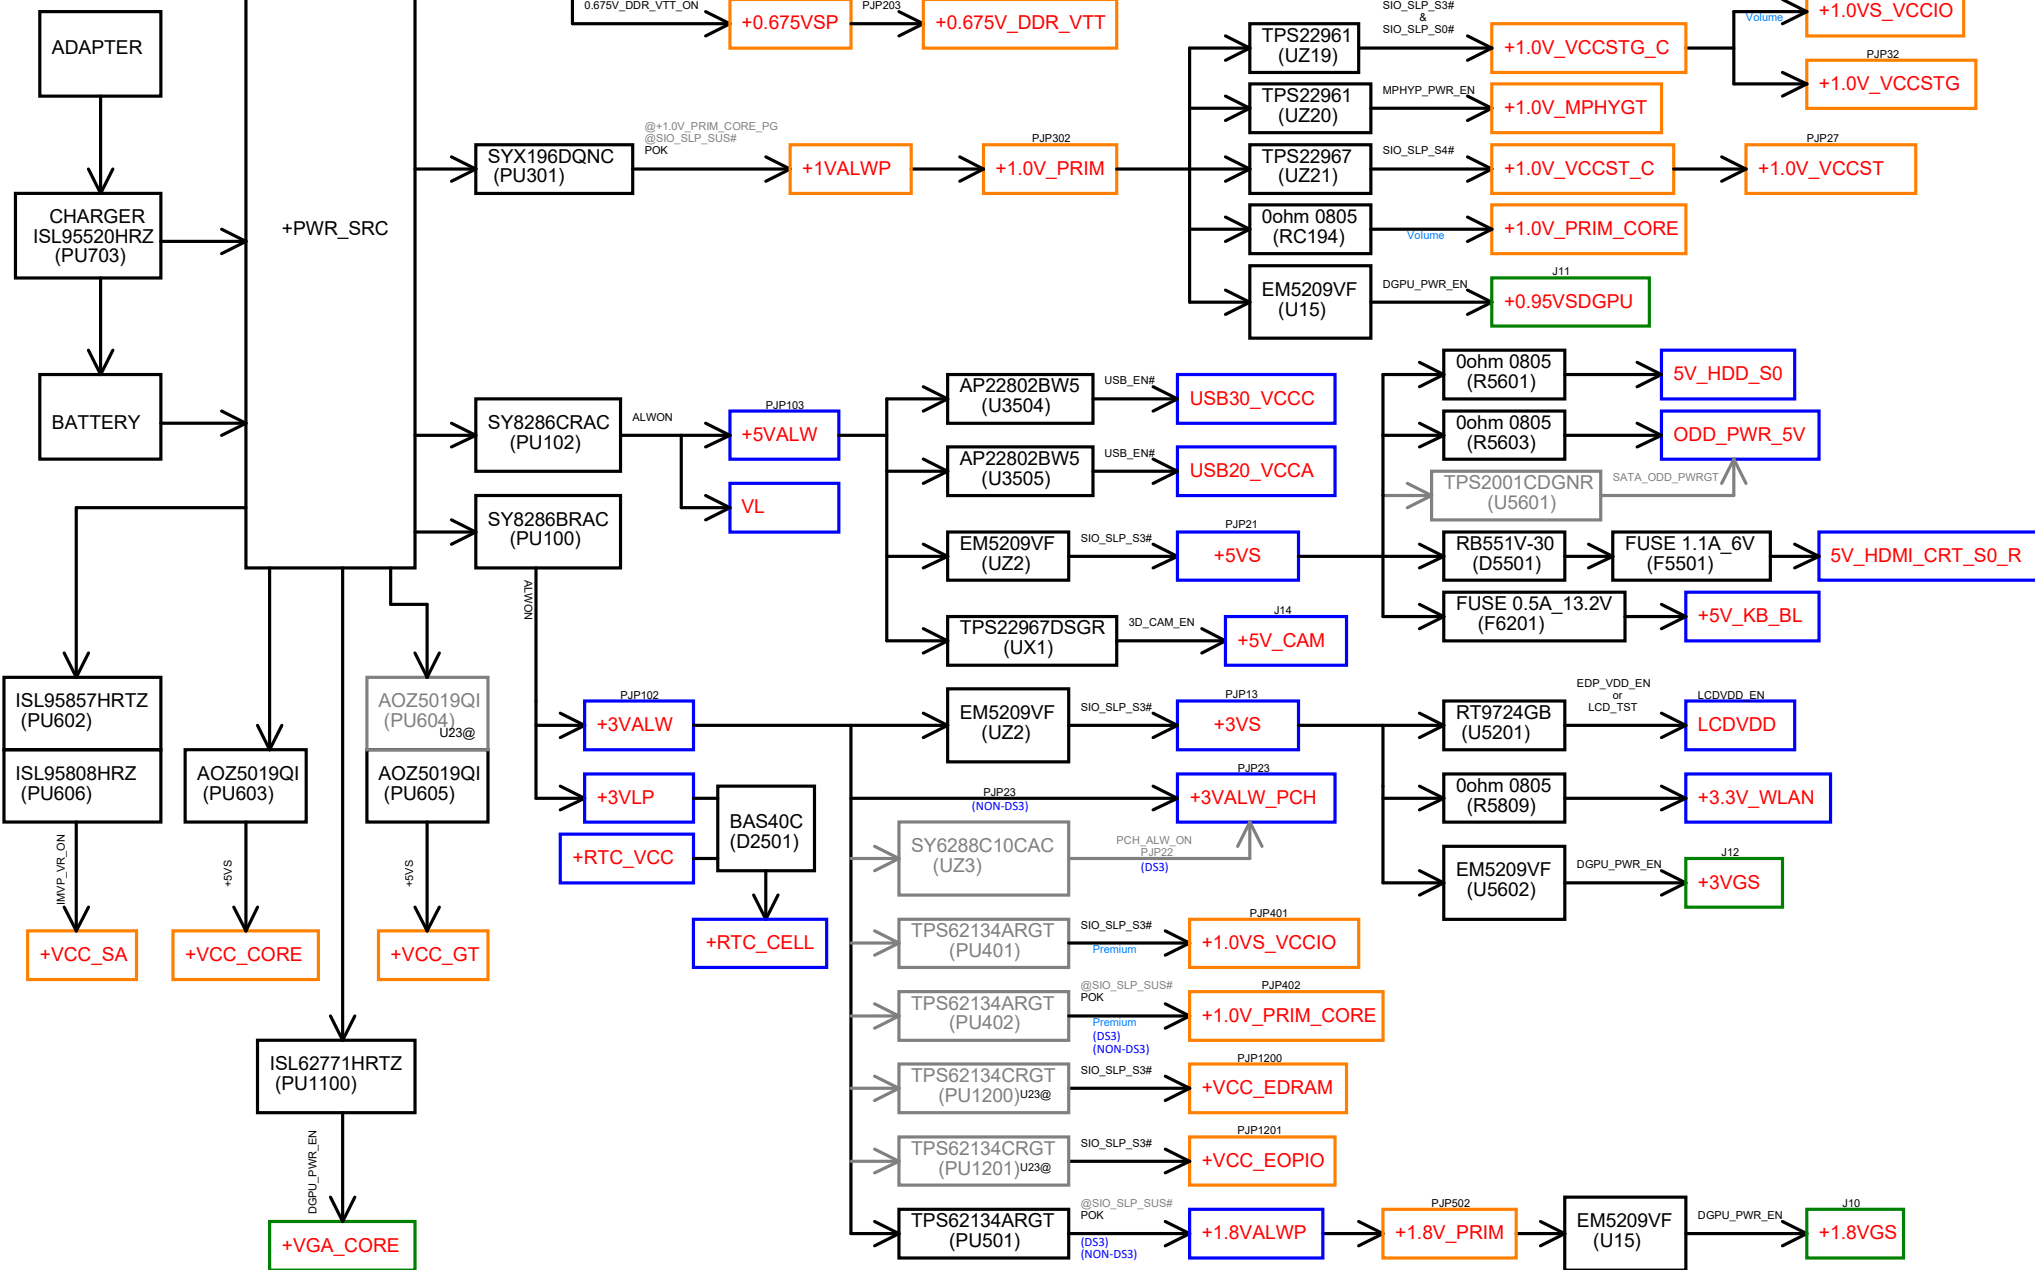 0.675V_DDR_VTT_ON
+0.675VSP
PJP203
+0.675V_DDR_VTT
ADAPTER
CHARGER
ISL95520HRZ
(PU703)
BATTERY
+PWR_SRC
SYX196DQNC
(PU301)
@+1.0V_PRIM_CORE_PG
@SIO_SLP_SUS#
POK
+1VALWP
PJP302
+1.0V_PRIM
TPS22961
(UZ19)
SIO_SLP_S3#
&
SIO_SLP_S0#
+1.0V_VCCSTG_C
Volume
+1.0VS_VCCIO
PJP32
+1.0V_VCCSTG
TPS22961
(UZ20)
MPHYP_PWR_EN
+1.0V_MPHYGT
TPS22967
(UZ21)
SIO_SLP_S4#
+1.0V_VCCST_C
PJP27
+1.0V_VCCST
0ohm 0805
(RC194)
Volume
+1.0V_PRIM_CORE
EM5209VF
(U15)
DGPU_PWR_EN
J11
+0.95VSDGPU
SY8286CRAC
(PU102)
ALWON
PJP103
+5VALW
VL
SY8286BRAC
(PU100)
ALWON
AP22802BW5
(U3504)
USB_EN#
USB30_VCCC
AP22802BW5
(U3505)
USB_EN#
USB20_VCCA
EM5209VF
(UZ2)
SIO_SLP_S3#
PJP21
+5VS
TPS22967DSGR
(UX1)
3D_CAM_EN
J14
+5V_CAM
0ohm 0805
(R5601)
5V_HDD_S0
0ohm 0805
(R5603)
ODD_PWR_5V
TPS2001CDGNR
(U5601)
SATA_ODD_PWRGT
RB551V-30
(D5501)
FUSE 1.1A_6V
(F5501)
5V_HDMI_CRT_S0_R
FUSE 0.5A_13.2V
(F6201)
+5V_KB_BL
PJP102
+3VALW
+3VLP
+RTC_VCC
BAS40C
(D2501)
+RTC_CELL
EM5209VF
(UZ2)
SIO_SLP_S3#
PJP13
+3VS
RT9724GB
(U5201)
EDP_VDD_EN
or
LCD_TST
LCDVDD_EN
LCDVDD
0ohm 0805
(R5809)
+3.3V_WLAN
EM5209VF
(U5602)
DGPU_PWR_EN
J12
+3VGS
PJP23
(NON-DS3)
PJP23
+3VALW_PCH
SY6288C10CAC
(UZ3)
PCH_ALW_ON
PJP22
(DS3)
TPS62134ARGT
(PU401)
SIO_SLP_S3#
Premium
PJP401
+1.0VS_VCCIO
TPS62134ARGT
(PU402)
@SIO_SLP_SUS#
POK
Premium
(DS3)
(NON-DS3)
PJP402
+1.0V_PRIM_CORE
TPS62134CRGT
(PU1200)U23@
SIO_SLP_S3#
PJP1200
+VCC_EDRAM
TPS62134CRGT
(PU1201)U23@
SIO_SLP_S3#
PJP1201
+VCC_EOPIO
TPS62134ARGT
(PU501)
@SIO_SLP_SUS#
POK
(DS3)
(NON-DS3)
+1.8VALWP
PJP502
+1.8V_PRIM
EM5209VF
(U15)
DGPU_PWR_EN
J10
+1.8VGS
ISL95857HRTZ
(PU602)
ISL95808HRZ
(PU606)
IMVP_VR_ON
+VCC_SA
AOZ5019QI
(PU603)
+5VS
+VCC_CORE
AOZ5019QI
(PU604)
U23@
AOZ5019QI
(PU605)
+5VS
+VCC_GT
ISL62771HRTZ
(PU1100)
DGPU_PWR_EN
+VGA_CORE